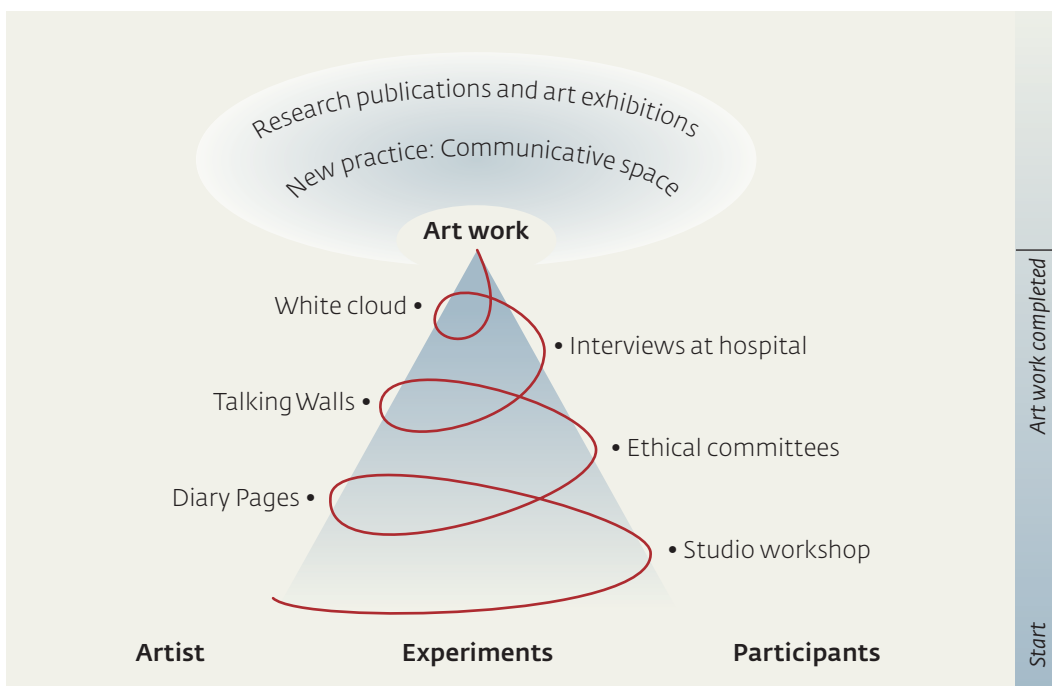 Research publications and art exhibitions
New practice: Communicative space
Art work
White cloud •
• Interviews at hospital
Talking Walls •
• Ethical committees
Diary Pages •
• Studio workshop
Artist
Experiments
Participants
Art work completed
Start